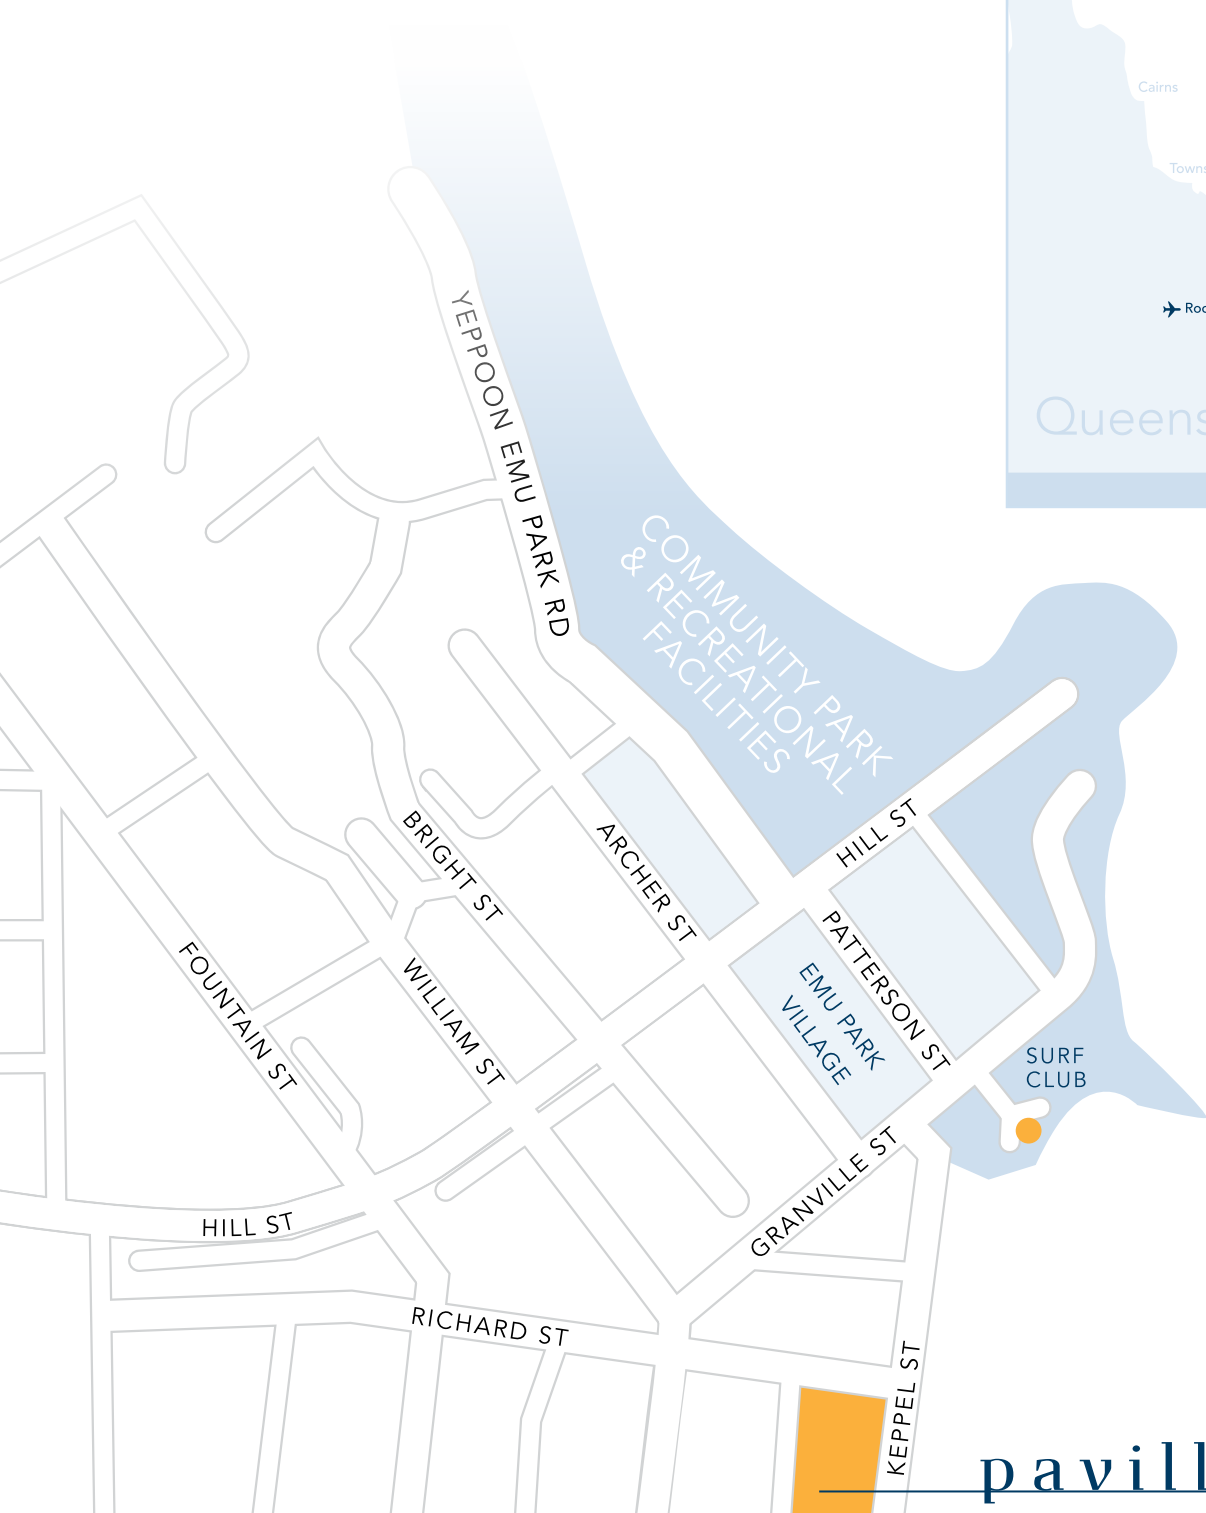 Cairns
Towns
Roc
Queens
YEPPOON EMU PARK RD
COMMUNITY PARK
& RECREATIONAL
FACILITIES
HILL ST
BRIGHT ST
ARCHER ST
PATTERSON ST
EMU PARK
VILLAGE
FOUNTAIN ST
WILLIAM ST
SURF
CLUB
GRANVILLE ST
HILL ST
RICHARD ST
KEPPEL ST
pavill